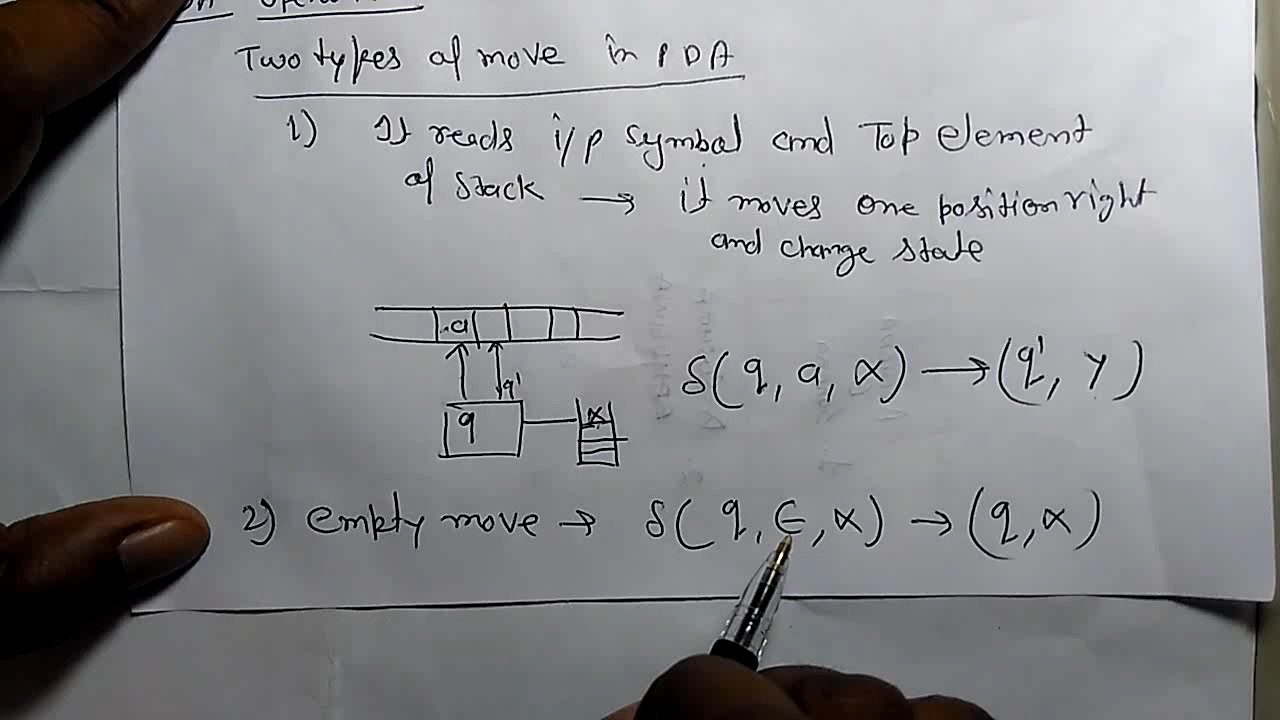 Two types of move in PDA
1) It reads i/p symbol and Top element
of stack → it moves one position right
and change state
a
q'
q
x
δ(q, a, x) → (q', y)
2) empty move → δ(q, ∈, x) → (q, x)